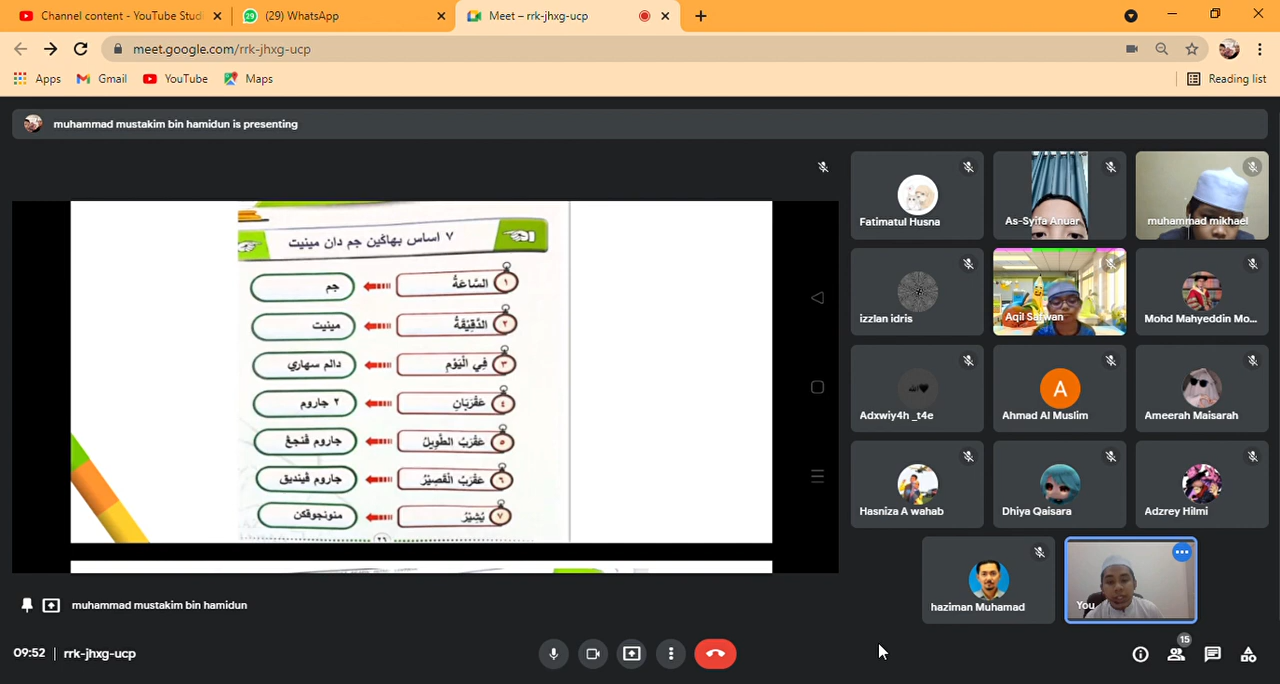 Channel content - YouTube Stud
(29) WhatsApp
Meet – rrk-jhxg-ucp
meet.google.com/rrk-jhxg-ucp
Apps
Gmail
YouTube
Maps
Reading list
muhammad mustakim bin hamidun is presenting
٧ اساس بهاݢين جم دان مينيت
١ السَّاعَةُ
جم
٢ الدَّقِيْقَةُ
مينيت
٣ فِي الْيَوْمِ
دالم سهاري
٤ عَقْرَبَانِ
٢ جاروم
٥ عَقْرَبُ الطَّوِيلُ
جاروم ڤنجڠ
٦ عَقْرَبُ الْقَصِيْرُ
جاروم ڤينديق
٧ يُشِيْرُ
منونجوقكن
٢٦
Fatimatul Husna
As-Syifa Anuar
muhammad mikhael
izzlan idris
Aqil Safwan
Mohd Mahyeddin Mo...
Adxwiy4h _t4e
A
Ahmad Al Muslim
Ameerah Maisarah
Hasniza A wahab
Dhiya Qaisara
Adzrey Hilmi
haziman Muhamad
You
muhammad mustakim bin hamidun
09:52 | rrk-jhxg-ucp
15